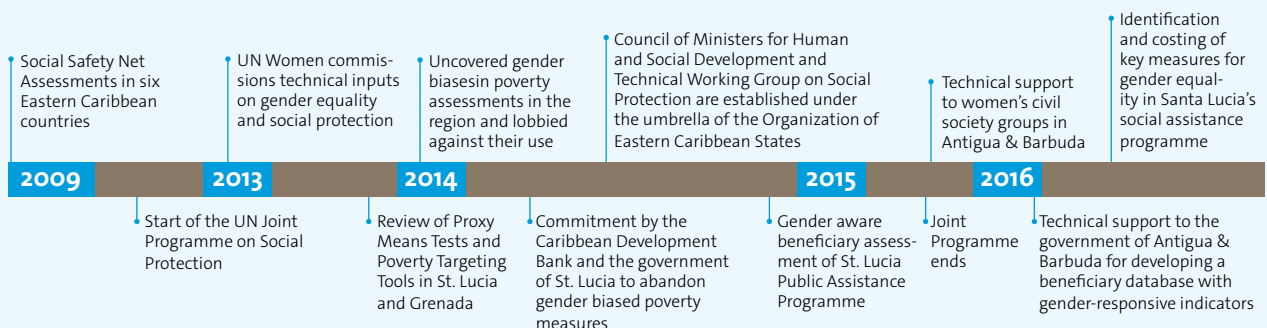 Social Safety Net
Assessments in six
Eastern Caribbean
countries
UN Women commis-
sions technical inputs
on gender equality
and social protection
Uncovered gender
biasesin poverty
assessments in the
region and lobbied
against their use
Council of Ministers for Human
and Social Development and
Technical Working Group on Social
Protection are established under
the umbrella of the Organization of
Eastern Caribbean States
Technical support
to women's civil
society groups in
Antigua & Barbuda
Identification
and costing of
key measures for
gender equal-
ity in Santa Lucia's
social assistance
programme
2009
2013
2014
2015
2016
Start of the UN Joint
Programme on Social
Protection
Review of Proxy
Means Tests and
Poverty Targeting
Tools in St. Lucia
and Grenada
Commitment by the
Caribbean Development
Bank and the government
of St. Lucia to abandon
gender biased poverty
measures
Gender aware
beneficiary assess-
ment of St. Lucia
Public Assistance
Programme
Joint
Programme
ends
Technical support to the
government of Antigua &
Barbuda for developing a
beneficiary database with
gender-responsive indicators